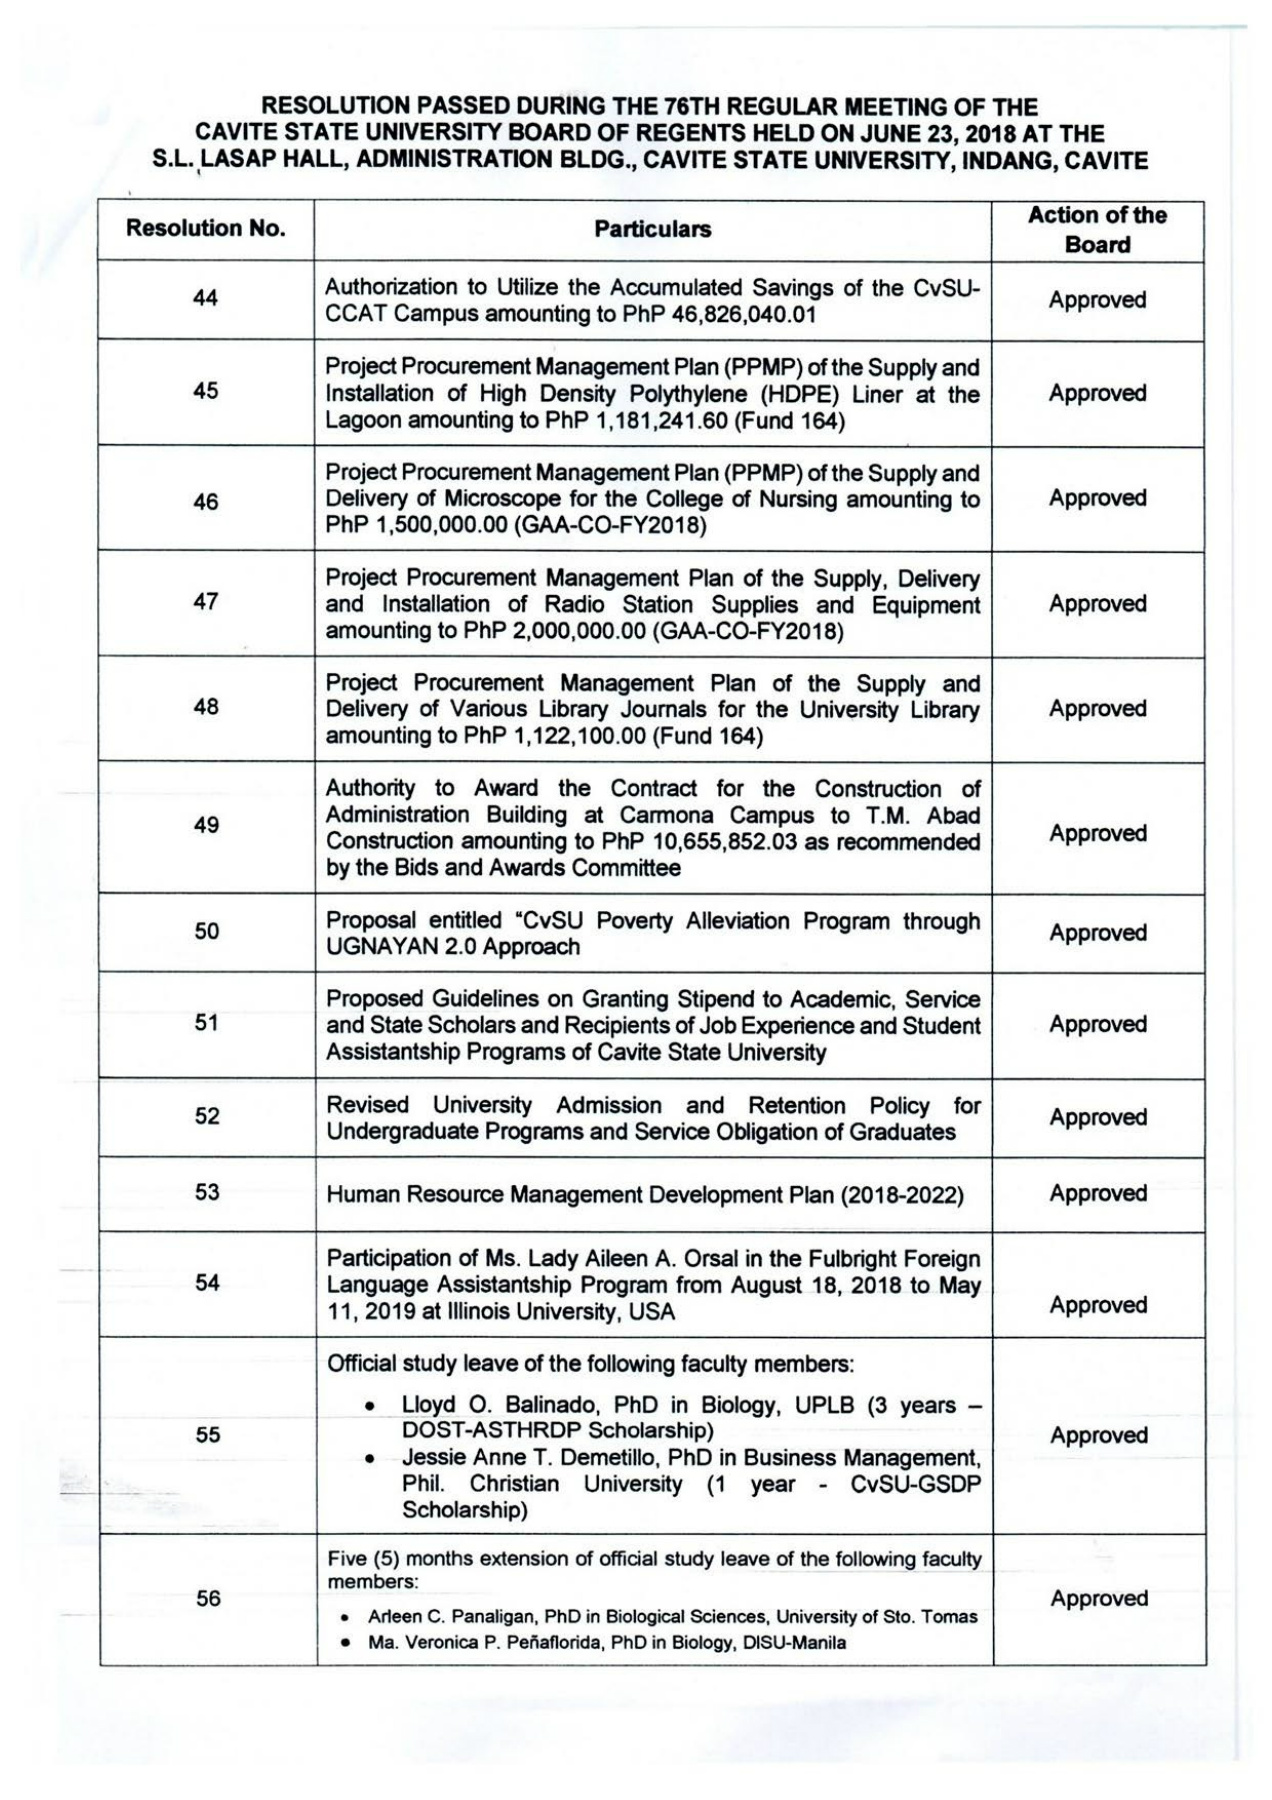 RESOLUTION PASSED DURING THE 76TH REGULAR MEETING OF THE
CAVITE STATE UNIVERSITY BOARD OF REGENTS HELD ON JUNE 23, 2018 AT THE
S.L. LASAP HALL, ADMINISTRATION BLDG., CAVITE STATE UNIVERSITY, INDANG, CAVITE
Resolution No.
Particulars
Action of the
Board
44
Authorization to Utilize the Accumulated Savings of the CvSU-
CCAT Campus amounting to PhP 46,826,040.01
Approved
45
Project Procurement Management Plan (PPMP) of the Supply and
Installation of High Density Polythylene (HDPE) Liner at the
Lagoon amounting to PhP 1,181,241.60 (Fund 164)
Approved
46
Project Procurement Management Plan (PPMP) of the Supply and
Delivery of Microscope for the College of Nursing amounting to
PhP 1,500,000.00 (GAA-CO-FY2018)
Approved
47
Project Procurement Management Plan of the Supply, Delivery
and Installation of Radio Station Supplies and Equipment
amounting to PhP 2,000,000.00 (GAA-CO-FY2018)
Approved
48
Project Procurement Management Plan of the Supply and
Delivery of Various Library Journals for the University Library
amounting to PhP 1,122,100.00 (Fund 164)
Approved
49
Authority to Award the Contract for the Construction of
Administration Building at Carmona Campus to T.M. Abad
Construction amounting to PhP 10,655,852.03 as recommended
by the Bids and Awards Committee
Approved
50
Proposal entitled "CvSU Poverty Alleviation Program through
UGNAYAN 2.0 Approach
Approved
51
Proposed Guidelines on Granting Stipend to Academic, Service
and State Scholars and Recipients of Job Experience and Student
Assistantship Programs of Cavite State University
Approved
52
Revised University Admission and Retention Policy for
Undergraduate Programs and Service Obligation of Graduates
Approved
53
Human Resource Management Development Plan (2018-2022)
Approved
54
Participation of Ms. Lady Aileen A. Orsal in the Fulbright Foreign
Language Assistantship Program from August 18, 2018 to May
11, 2019 at Illinois University, USA
Approved
55
Official study leave of the following faculty members:
• Lloyd O. Balinado, PhD in Biology, UPLB (3 years –
DOST-ASTHRDP Scholarship)
• Jessie Anne T. Demetillo, PhD in Business Management,
Phil. Christian University (1 year - CvSU-GSDP
Scholarship)
Approved
56
Five (5) months extension of official study leave of the following faculty
members:
• Arleen C. Panaligan, PhD in Biological Sciences, University of Sto. Tomas
• Ma. Veronica P. Peñaflorida, PhD in Biology, DISU-Manila
Approved